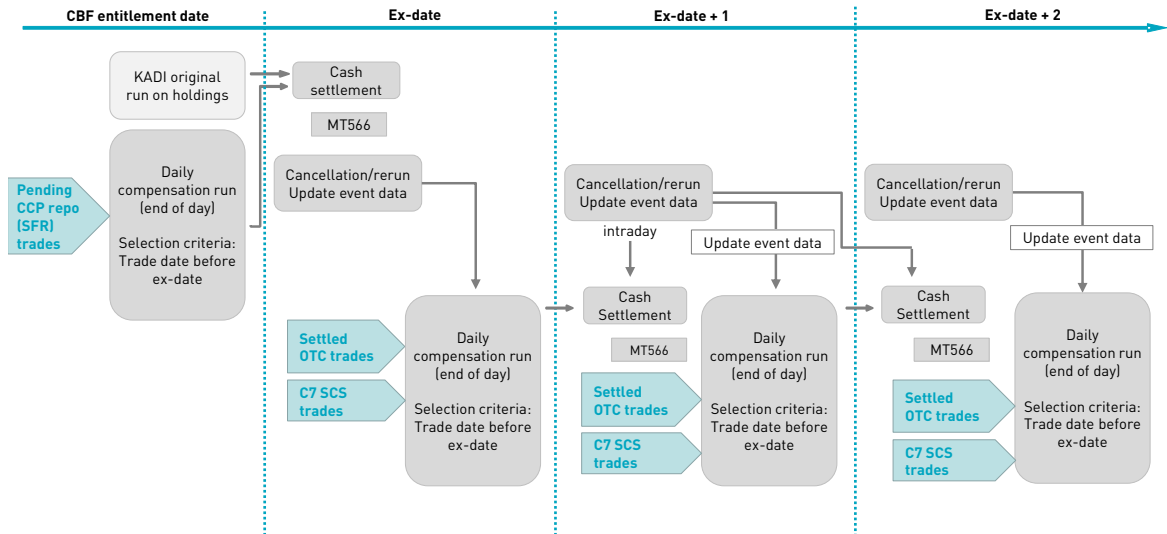 CBF entitlement date
Ex-date
Ex-date + 1
Ex-date + 2
KADI original
run on holdings
Cash
settlement
MT566
Pending
CCP repo
(SFR)
trades
Daily
compensation run
(end of day)
Selection criteria:
Trade date before
ex-date
Cancellation/rerun
Update event data
Settled
OTC trades
C7 SCS
trades
Daily
compensation run
(end of day)
Selection criteria:
Trade date before
ex-date
Cancellation/rerun
Update event data
intraday
Update event data
Cash
Settlement
MT566
Settled
OTC trades
C7 SCS
trades
Daily
compensation run
(end of day)
Selection criteria:
Trade date before
ex-date
Cancellation/rerun
Update event data
Update event data
Cash
Settlement
MT566
Settled
OTC trades
C7 SCS
trades
Daily
compensation run
(end of day)
Selection criteria:
Trade date before
ex-date